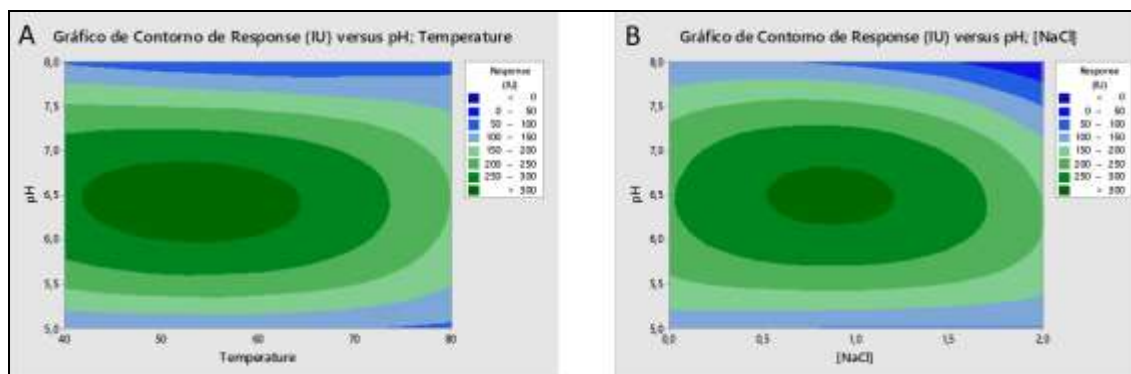 A Gráfico de Contorno de Response (IU) versus pH; Temperature
Response
(IU)
< 0
0 – 50
50 – 100
100 – 150
150 – 200
200 – 250
250 – 300
> 300
8,0
7,5
7,0
6,5
6,0
5,5
5,0
pH
40 50 60 70 80
Temperature
B Gráfico de Contorno de Response (IU) versus pH; [NaCl]
Response
(IU)
< 0
0 – 50
50 – 100
100 – 150
150 – 200
200 – 250
250 – 300
> 300
8,0
7,5
7,0
6,5
6,0
5,5
5,0
pH
0,0 0,5 1,0 1,5 2,0
[NaCl]